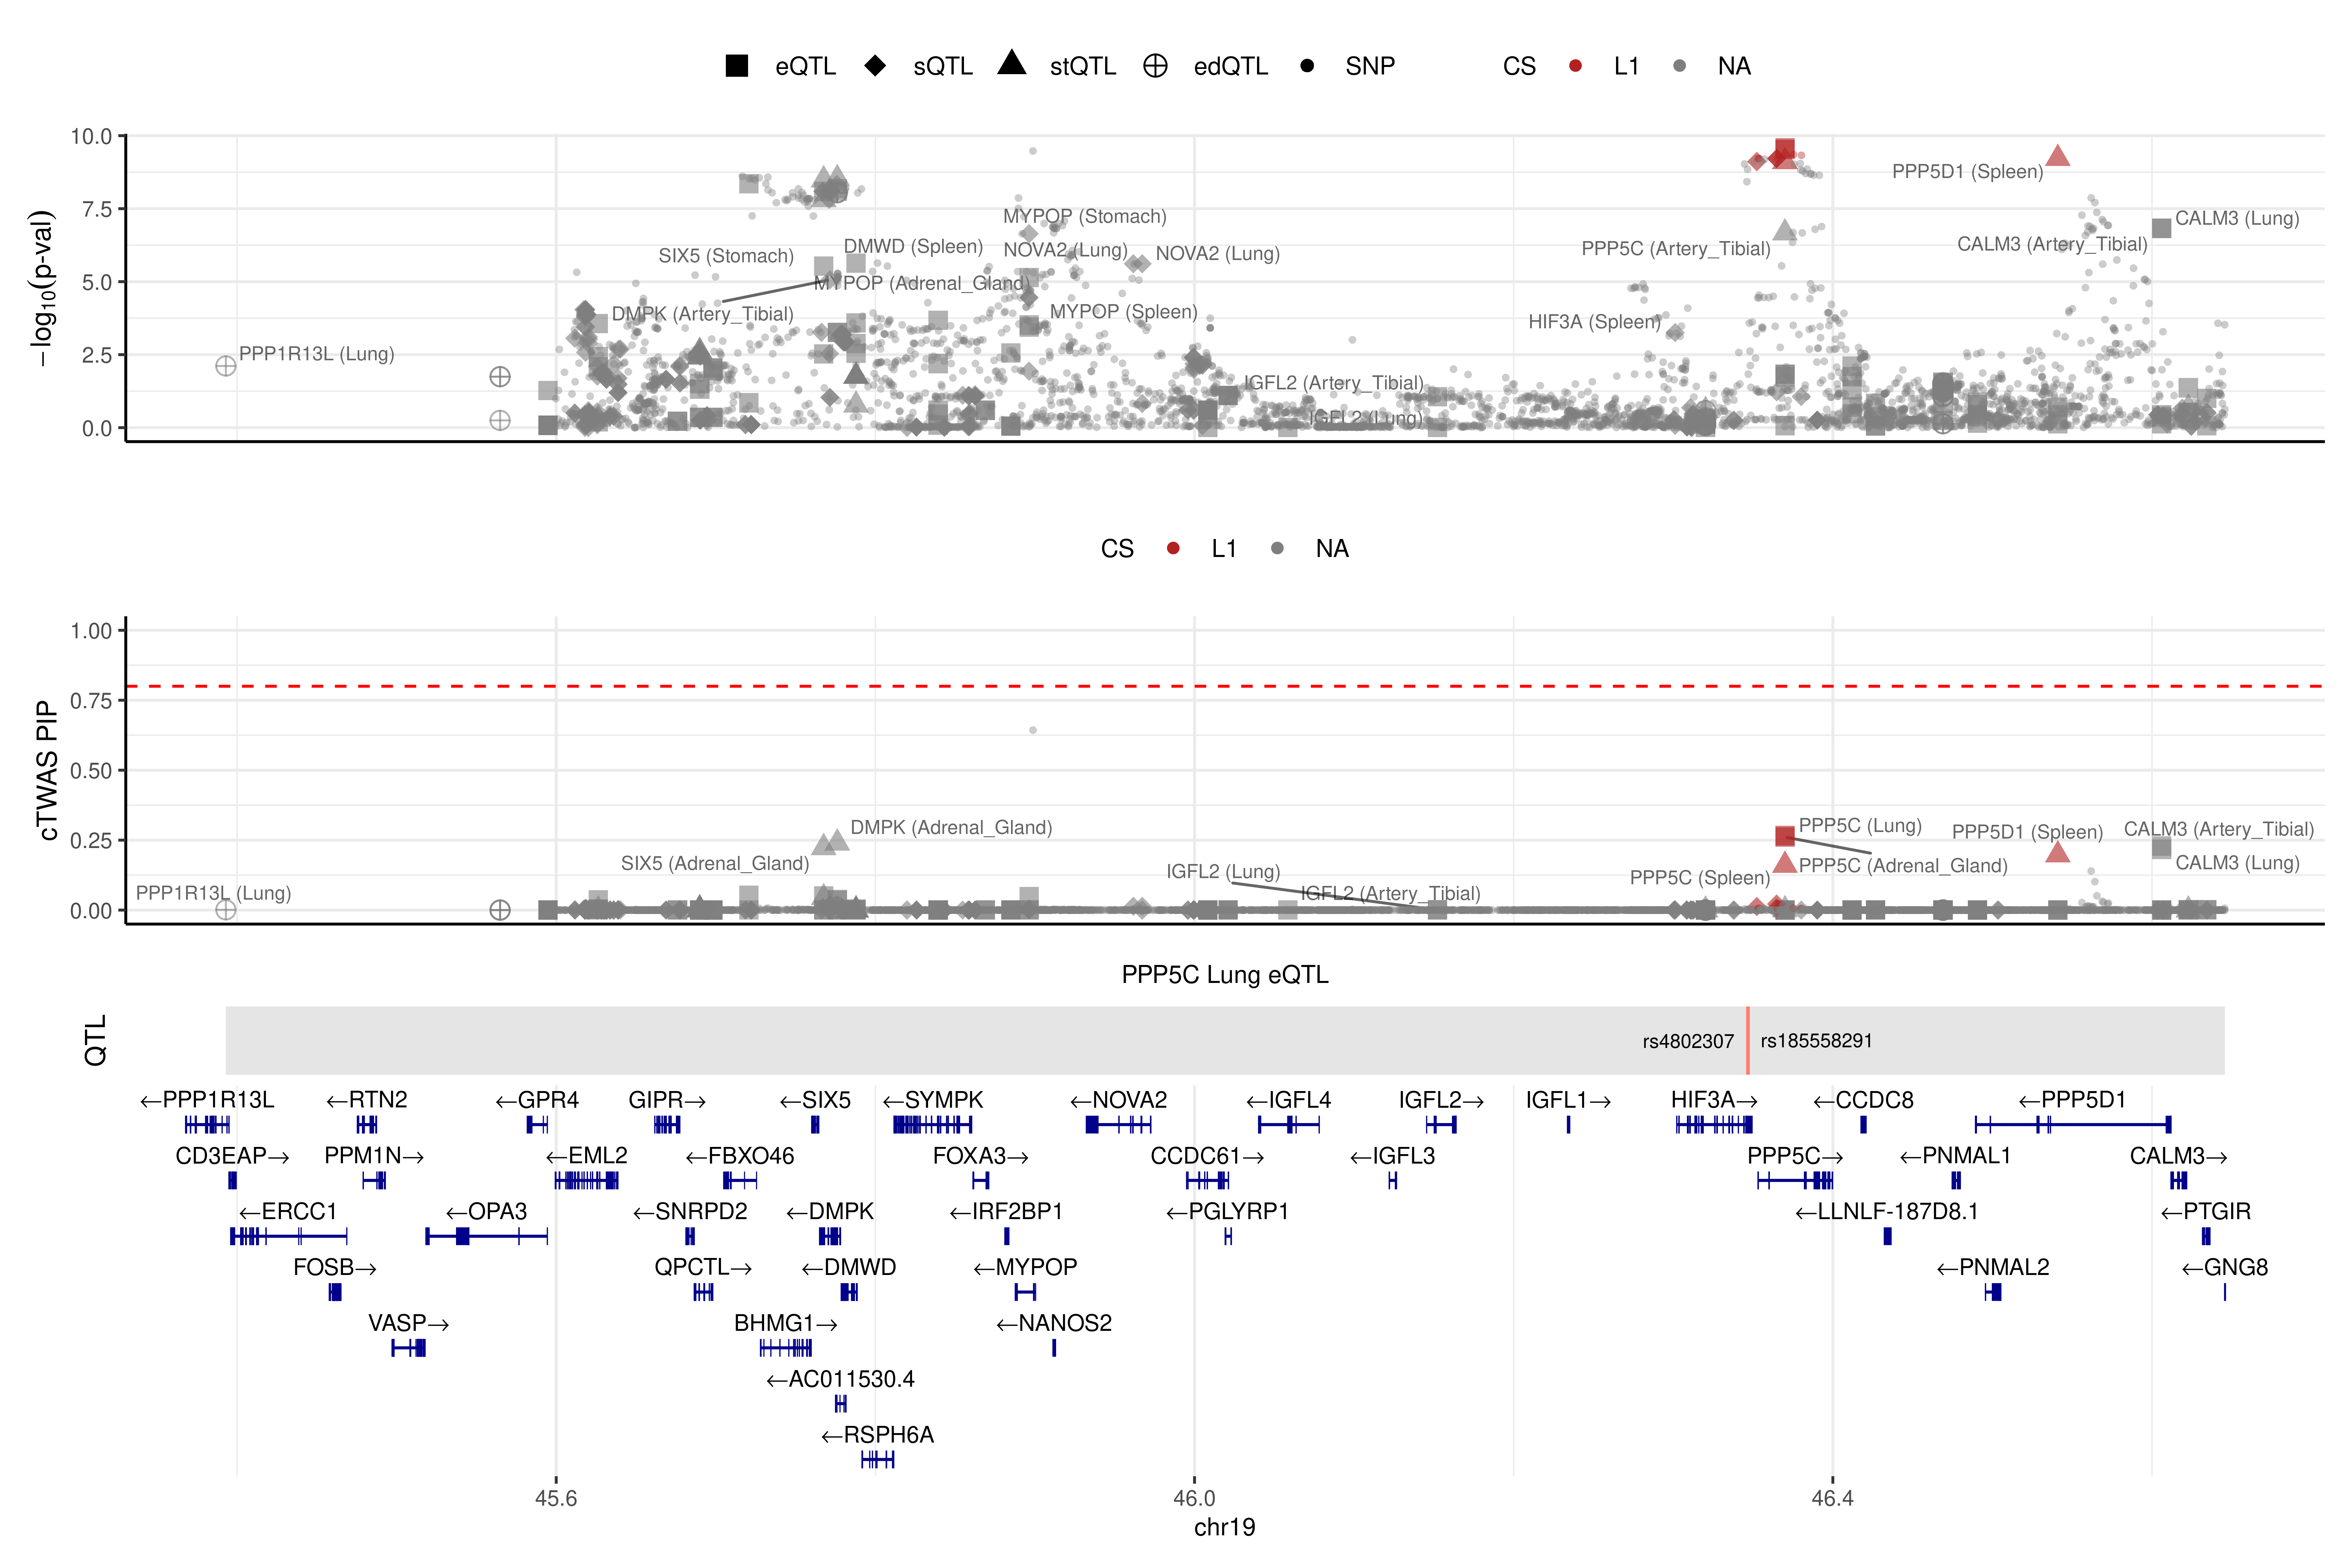 eQTL sQTL stQTL edQTL SNP CS L1 NA
−log10(p-val)
10.0
7.5
5.0
2.5
0.0
PPP5D1 (Spleen)
MYPOP (Stomach)
CALM3 (Lung)
SIX5 (Stomach)
DMWD (Spleen)
NOVA2 (Lung)
NOVA2 (Lung)
PPP5C (Artery_Tibial)
CALM3 (Artery_Tibial)
MYPOP (Adrenal_Gland)
DMPK (Artery_Tibial)
MYPOP (Spleen)
HIF3A (Spleen)
PPP1R13L (Lung)
IGFL2 (Artery_Tibial)
IGFL2 (Lung)
CS L1 NA
cTWAS PIP
1.00
0.75
0.50
0.25
0.00
DMPK (Adrenal_Gland)
PPP5C (Lung)
PPP5D1 (Spleen)
CALM3 (Artery_Tibial)
SIX5 (Adrenal_Gland)
IGFL2 (Lung)
PPP5C (Spleen)
PPP5C (Adrenal_Gland)
CALM3 (Lung)
PPP1R13L (Lung)
IGFL2 (Artery_Tibial)
PPP5C Lung eQTL
QTL
rs4802307 rs185558291
←PPP1R13L ←RTN2 ←GPR4 GIPR→ ←SIX5 ←SYMPK ←NOVA2 ←IGFL4 IGFL2→ IGFL1→ HIF3A→ ←CCDC8 ←PPP5D1
CD3EAP→ PPM1N→ ←EML2 ←FBXO46 FOXA3→ CCDC61→ ←IGFL3 PPP5C→ ←PNMAL1 CALM3→
←ERCC1 ←OPA3 ←SNRPD2 ←DMPK ←IRF2BP1 ←PGLYRP1 ←LLNLF-187D8.1 ←PTGIR
FOSB→ QPCTL→ ←DMWD ←MYPOP ←PNMAL2 ←GNG8
VASP→ BHMG1→ ←NANOS2
←AC011530.4
←RSPH6A
45.6 46.0 46.4
chr19